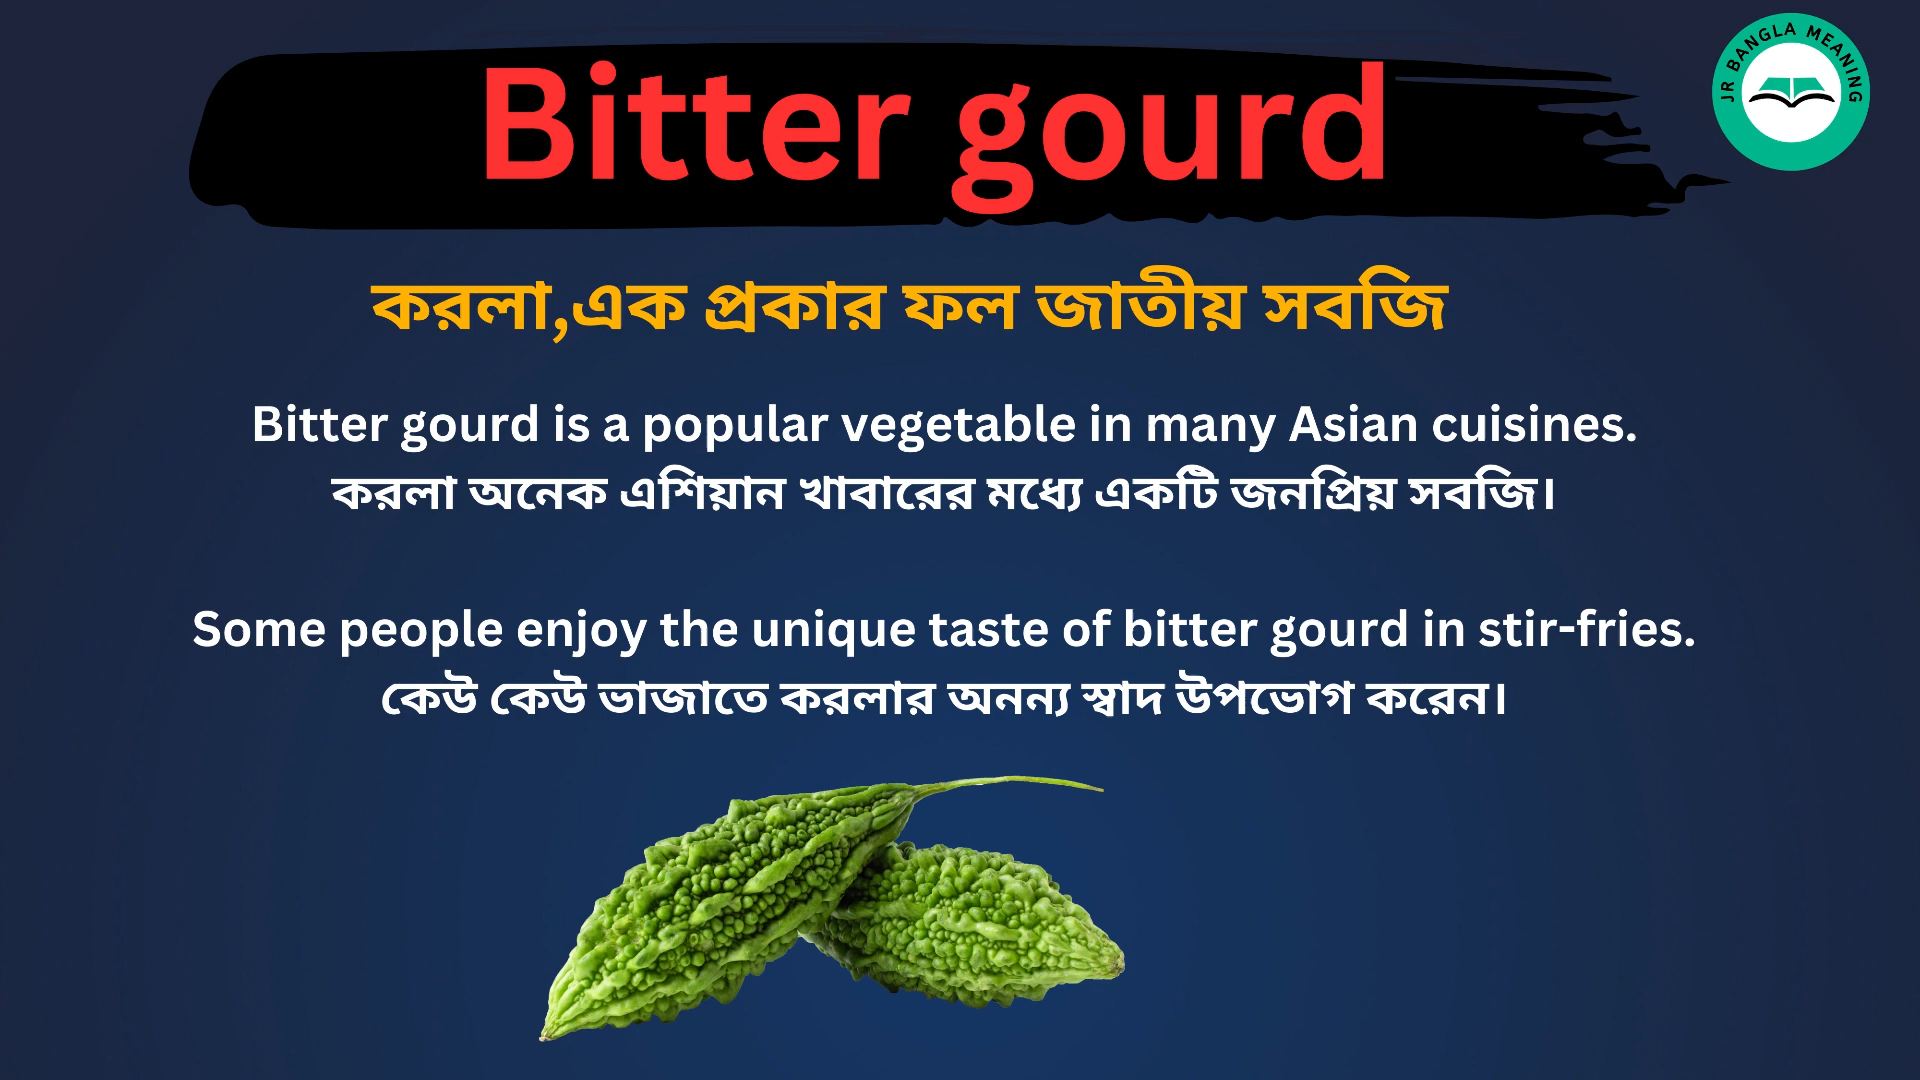 JR BANGLA MEANING
Bitter gourd
করলা,এক প্রকার ফল জাতীয় সবজি
Bitter gourd is a popular vegetable in many Asian cuisines.
করলা অনেক এশিয়ান খাবারের মধ্যে একটি জনপ্রিয় সবজি।
Some people enjoy the unique taste of bitter gourd in stir-fries.
কেউ কেউ ভাজাতে করলার অনন্য স্বাদ উপভোগ করেন।